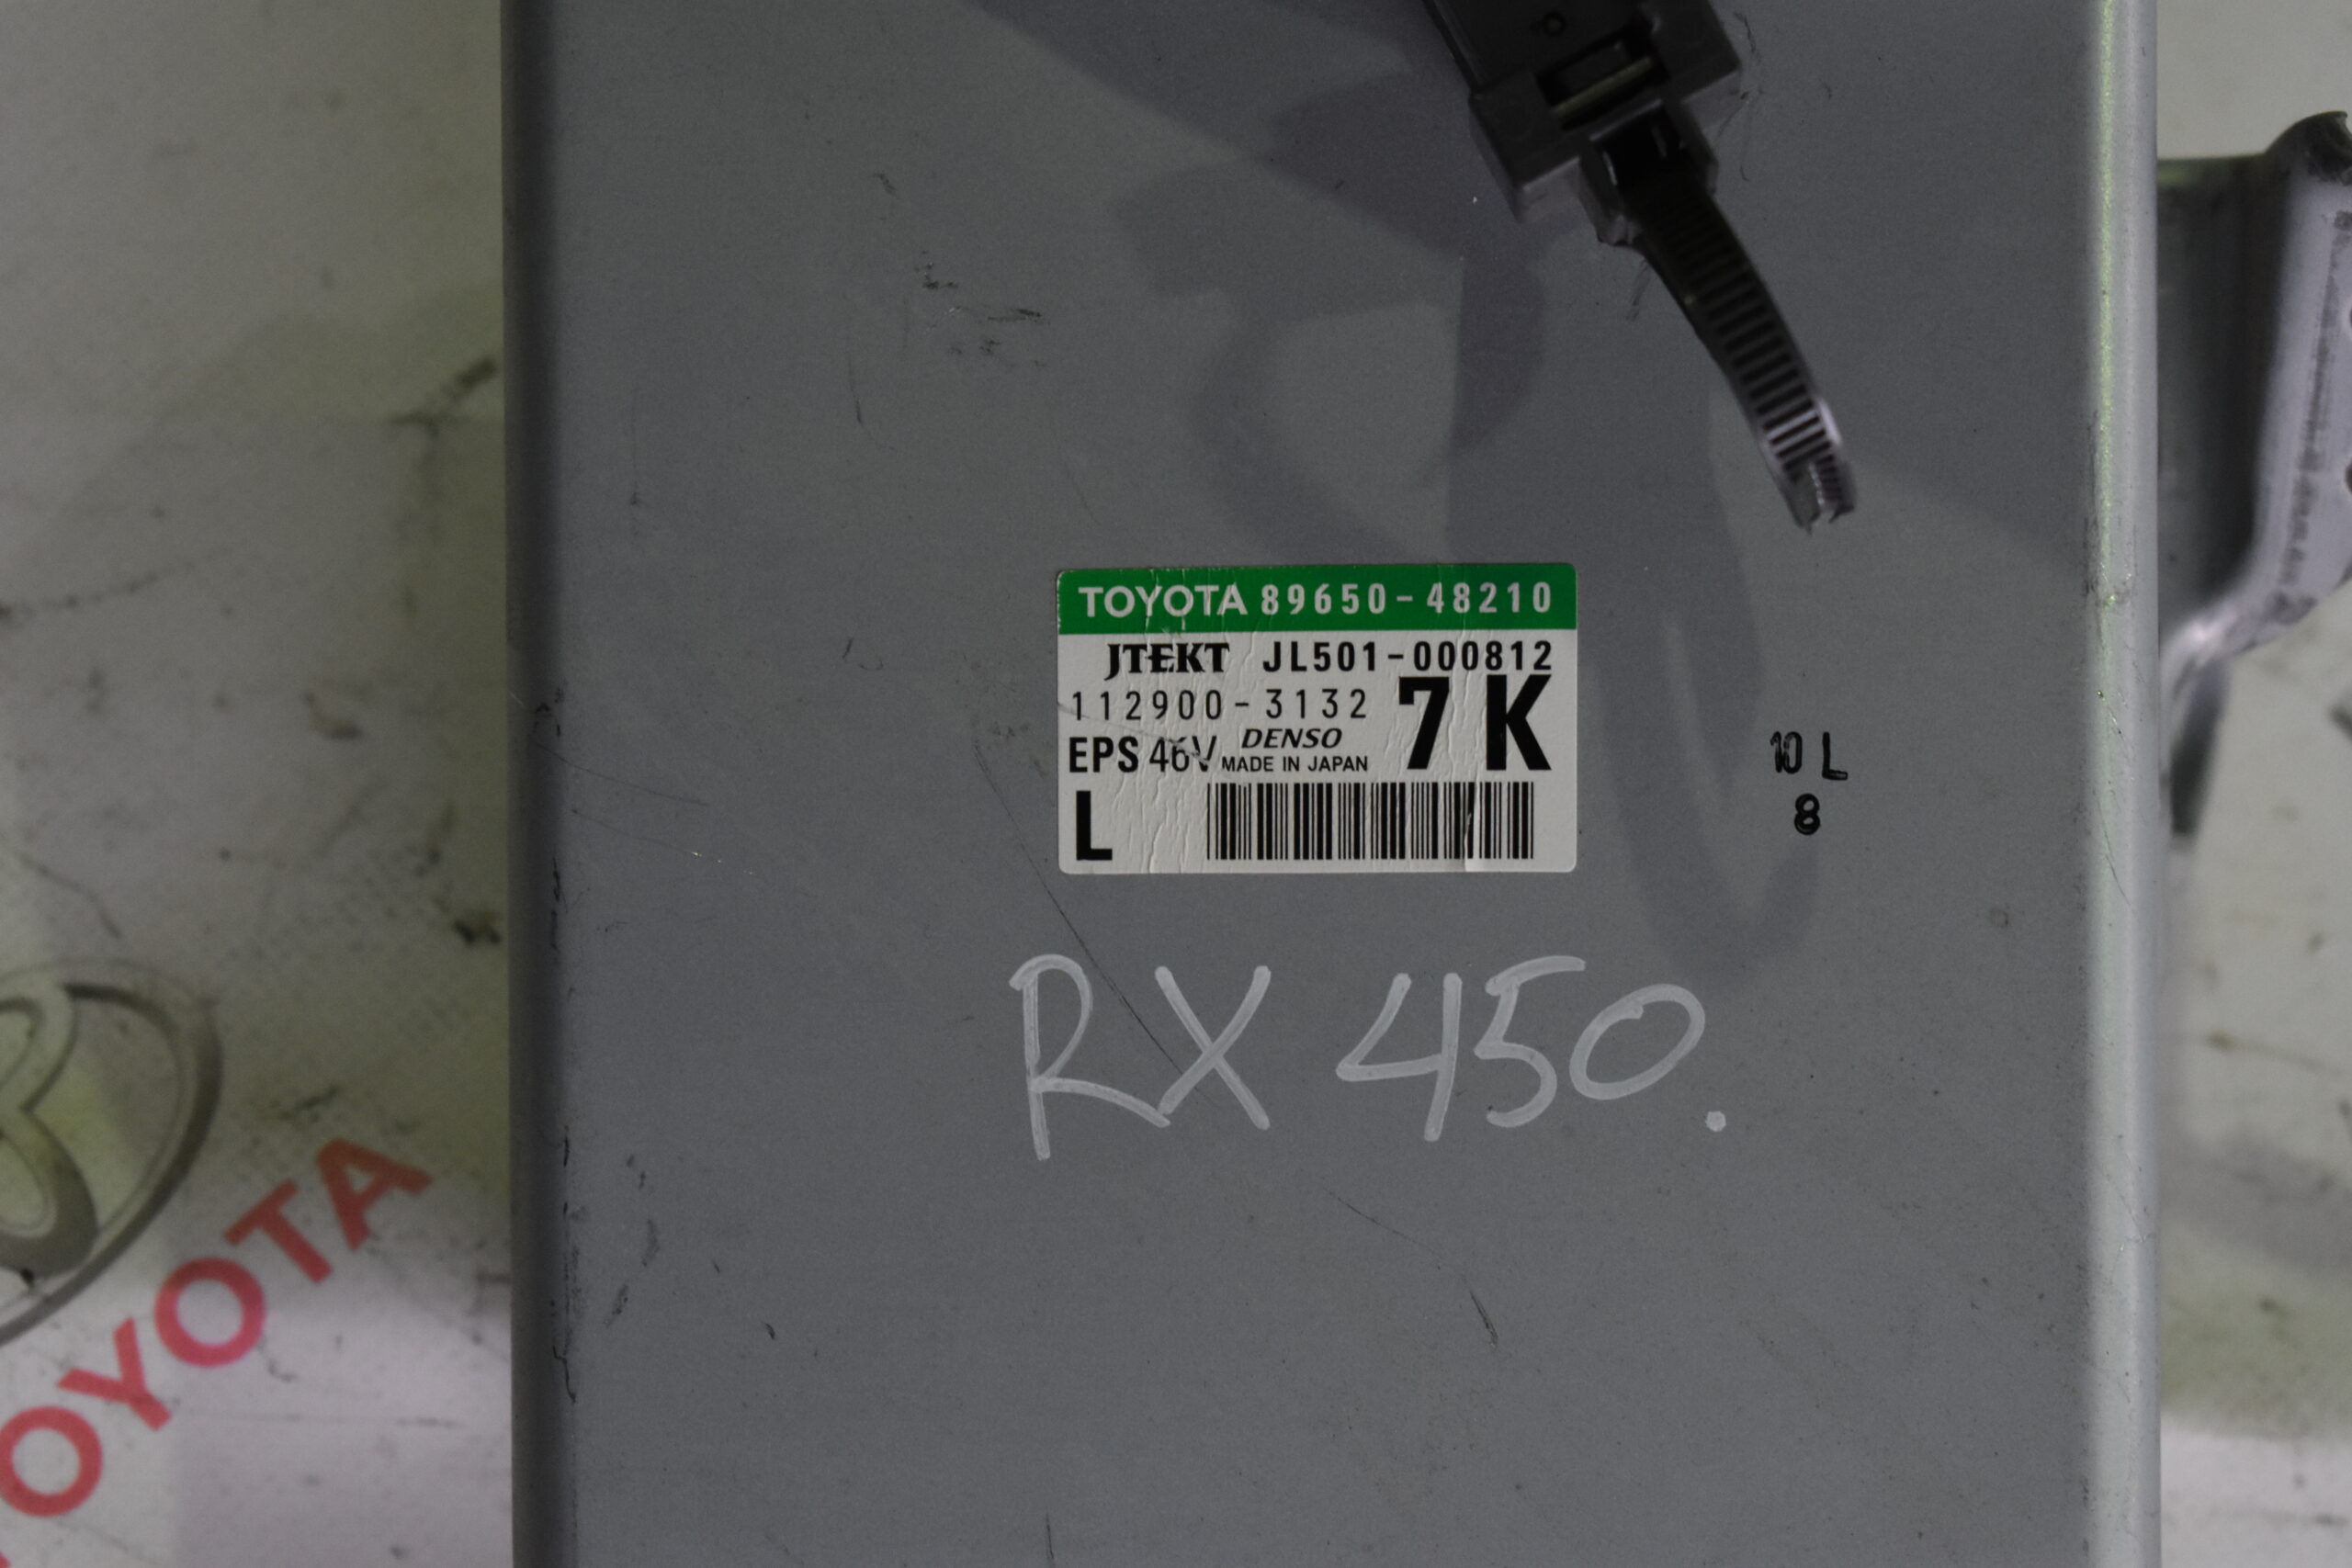 TOYOTA 89650-48210
JTEKT JL501-000812
112900-3132 7K
DENSO
EPS 46V MADE IN JAPAN
L
10 L
8
RX 450.
TOYOTA